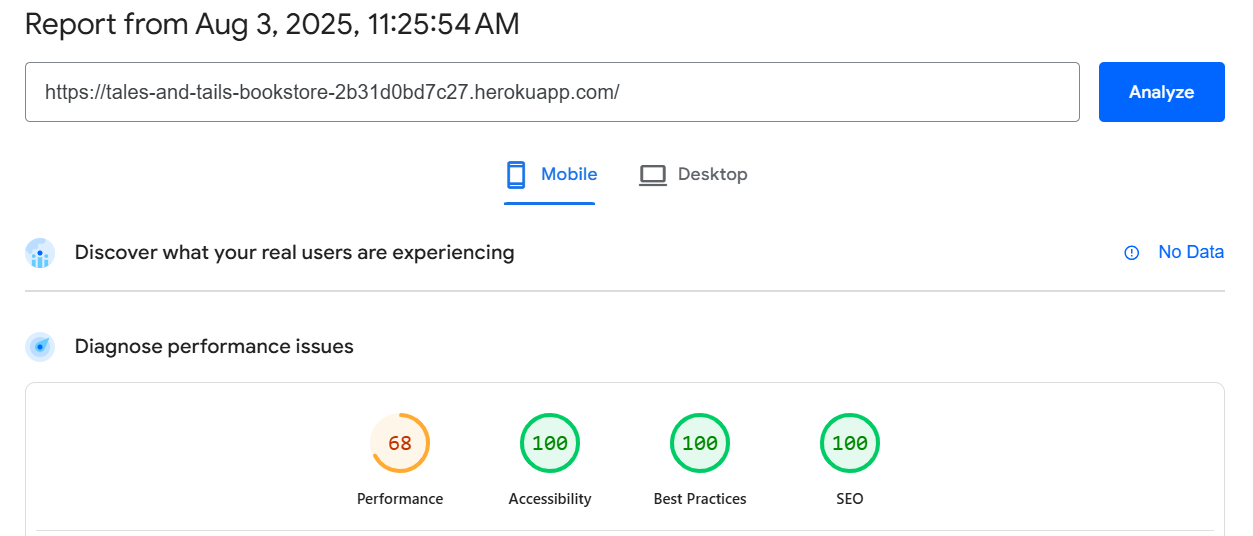 Report from Aug 3, 2025, 11:25:54 AM
https://tales-and-tails-bookstore-2b31d0bd7c27.herokuapp.com/
Analyze
Mobile
Desktop
Discover what your real users are experiencing
No Data
Diagnose performance issues
68 100 100 100
Performance Accessibility Best Practices SEO